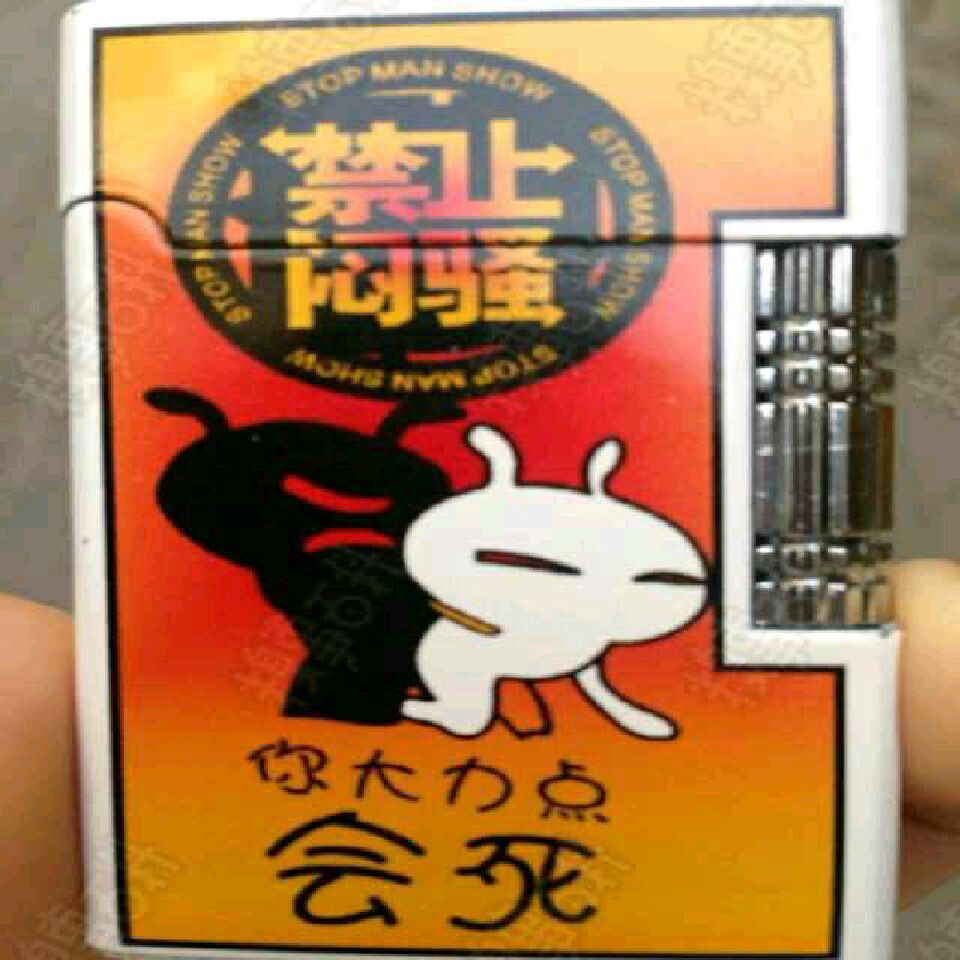 STOP MAN SHOW
STOP MAN SHOW
STOP MAN SHOW
STOP MAN SHOW
禁止
闷骚
你大力点
会死